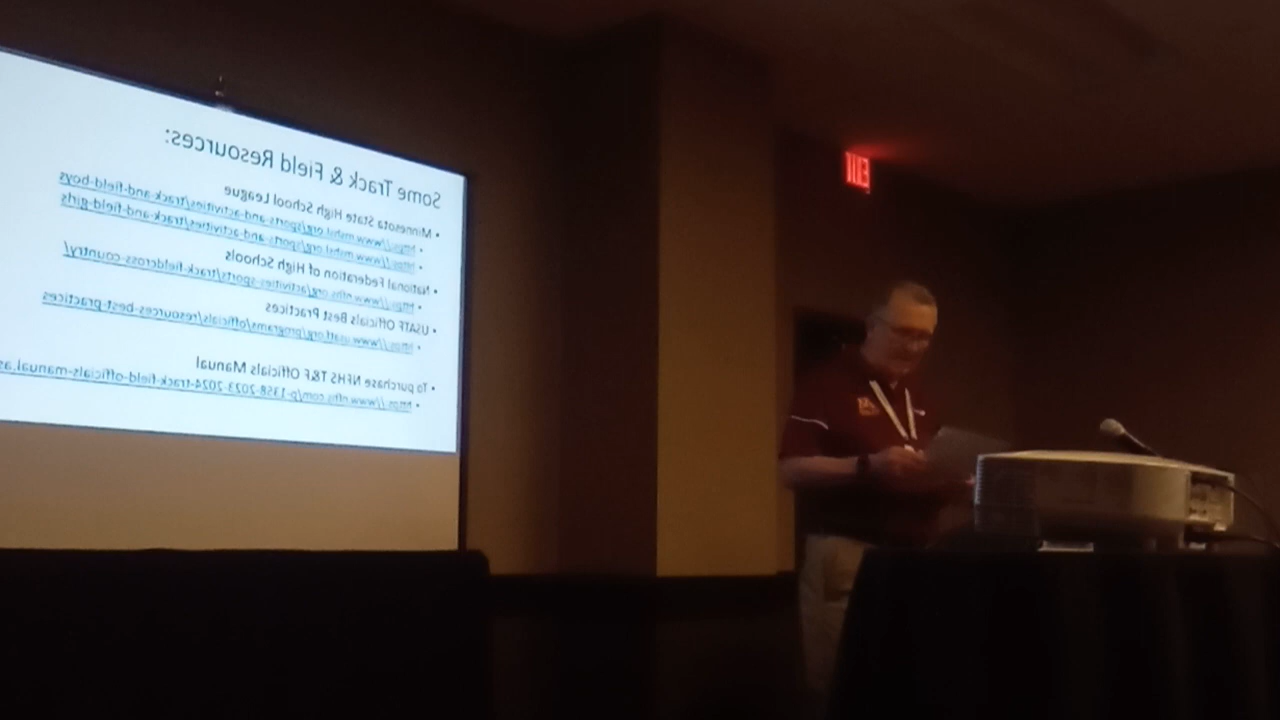 Some Track & Field Resources:
• Minnesota State High School League
• https://www.mshsl.org/sports-and-activities/track-and-field-boys
• https://www.mshsl.org/sports-and-activities/track-and-field-girls
• National Federation of High Schools
• https://www.nfhs.org/activities-sports/track-fieldcross-country/
• USATF Officials Best Practices
• https://www.usatf.org/programs/officials/resources/best-practices
• To purchase NFHS T&F Officials Manual
• https://www.nfhs.com/p-1358-2023-2024-track-field-officials-manual.as
EXIT